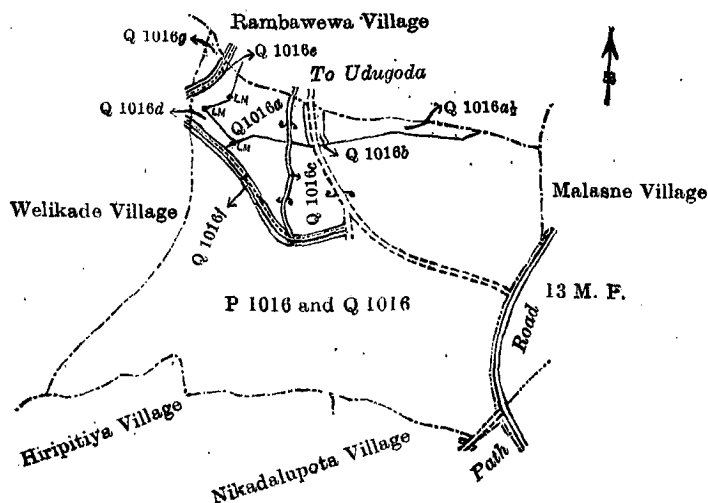 Rambawewa Village
Q 1016g
Q 1016e
To Udugoda
Q 1016d
LM
LM
Q1016a
Q 1016a½
LM
Q 1016b
Q 1016c
Malasne Village
Welikade Village
Q 1016f
P 1016 and Q 1016
13 M. F.
Road
Hiripitiya Village
Nikadalupota Village
Path